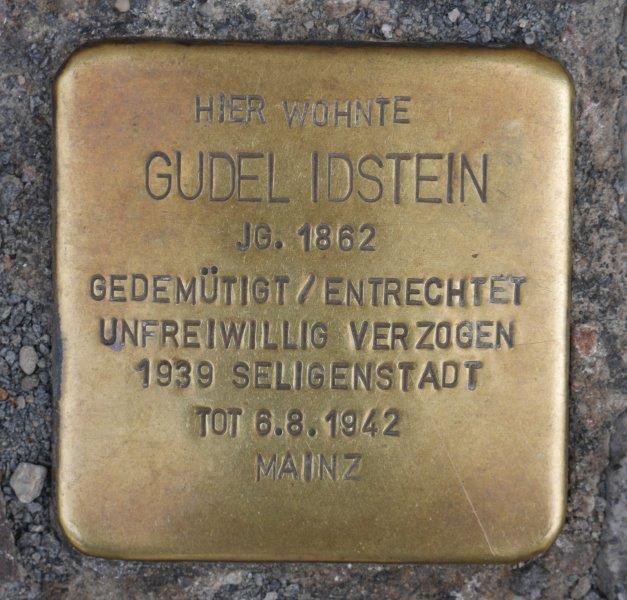 HIER WOHNTE
GUDEL IDSTEIN
JG. 1862
GEDEMÜTIGT / ENTRECHTET
UNFREIWILLIG VERZOGEN
1939 SELIGENSTADT
TOT 6.8.1942
MAINZ